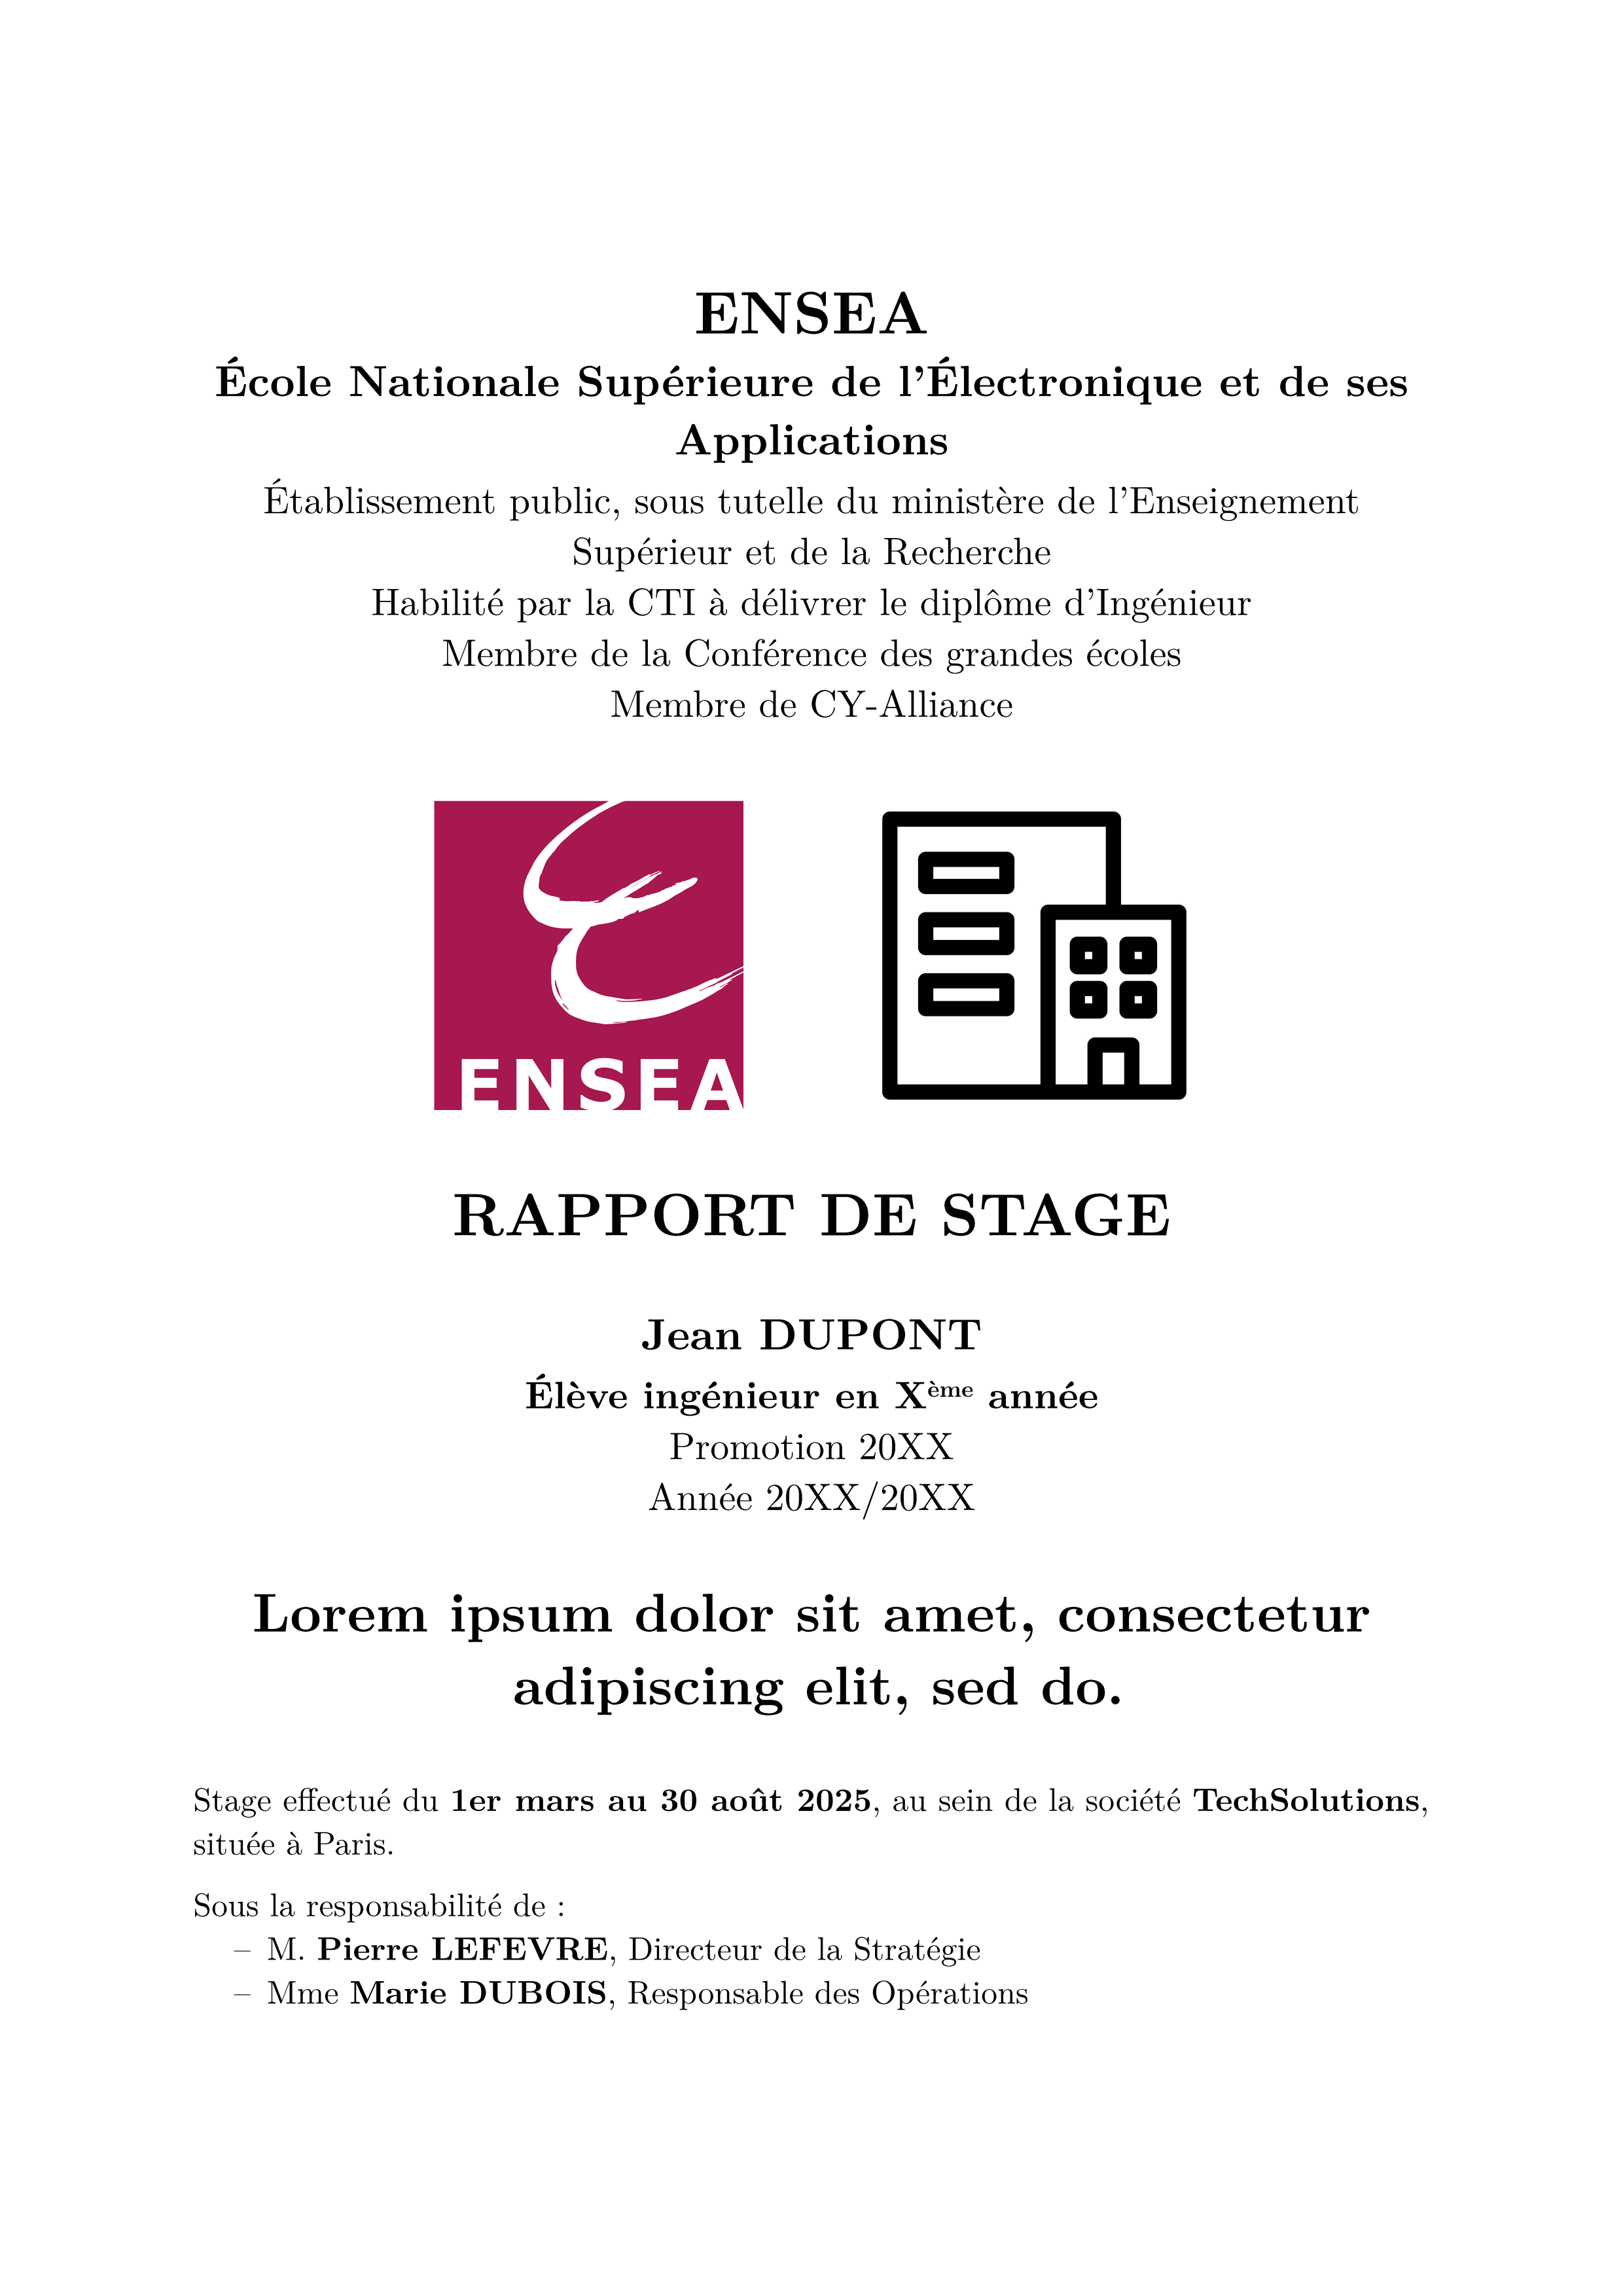 ENSEA
École Nationale Supérieure de l'Électronique et de ses
Applications
Établissement public, sous tutelle du ministère de l'Enseignement
Supérieur et de la Recherche
Habilité par la CTI à délivrer le diplôme d'Ingénieur
Membre de la Conférence des grandes écoles
Membre de CY-Alliance
ENSEA
RAPPORT DE STAGE
Jean DUPONT
Élève ingénieur en Xème année
Promotion 20XX
Année 20XX/20XX
Lorem ipsum dolor sit amet, consectetur
adipiscing elit, sed do.
Stage effectué du 1er mars au 30 août 2025, au sein de la société TechSolutions,
située à Paris.
Sous la responsabilité de :
– M. Pierre LEFEVRE, Directeur de la Stratégie
– Mme Marie DUBOIS, Responsable des Opérations